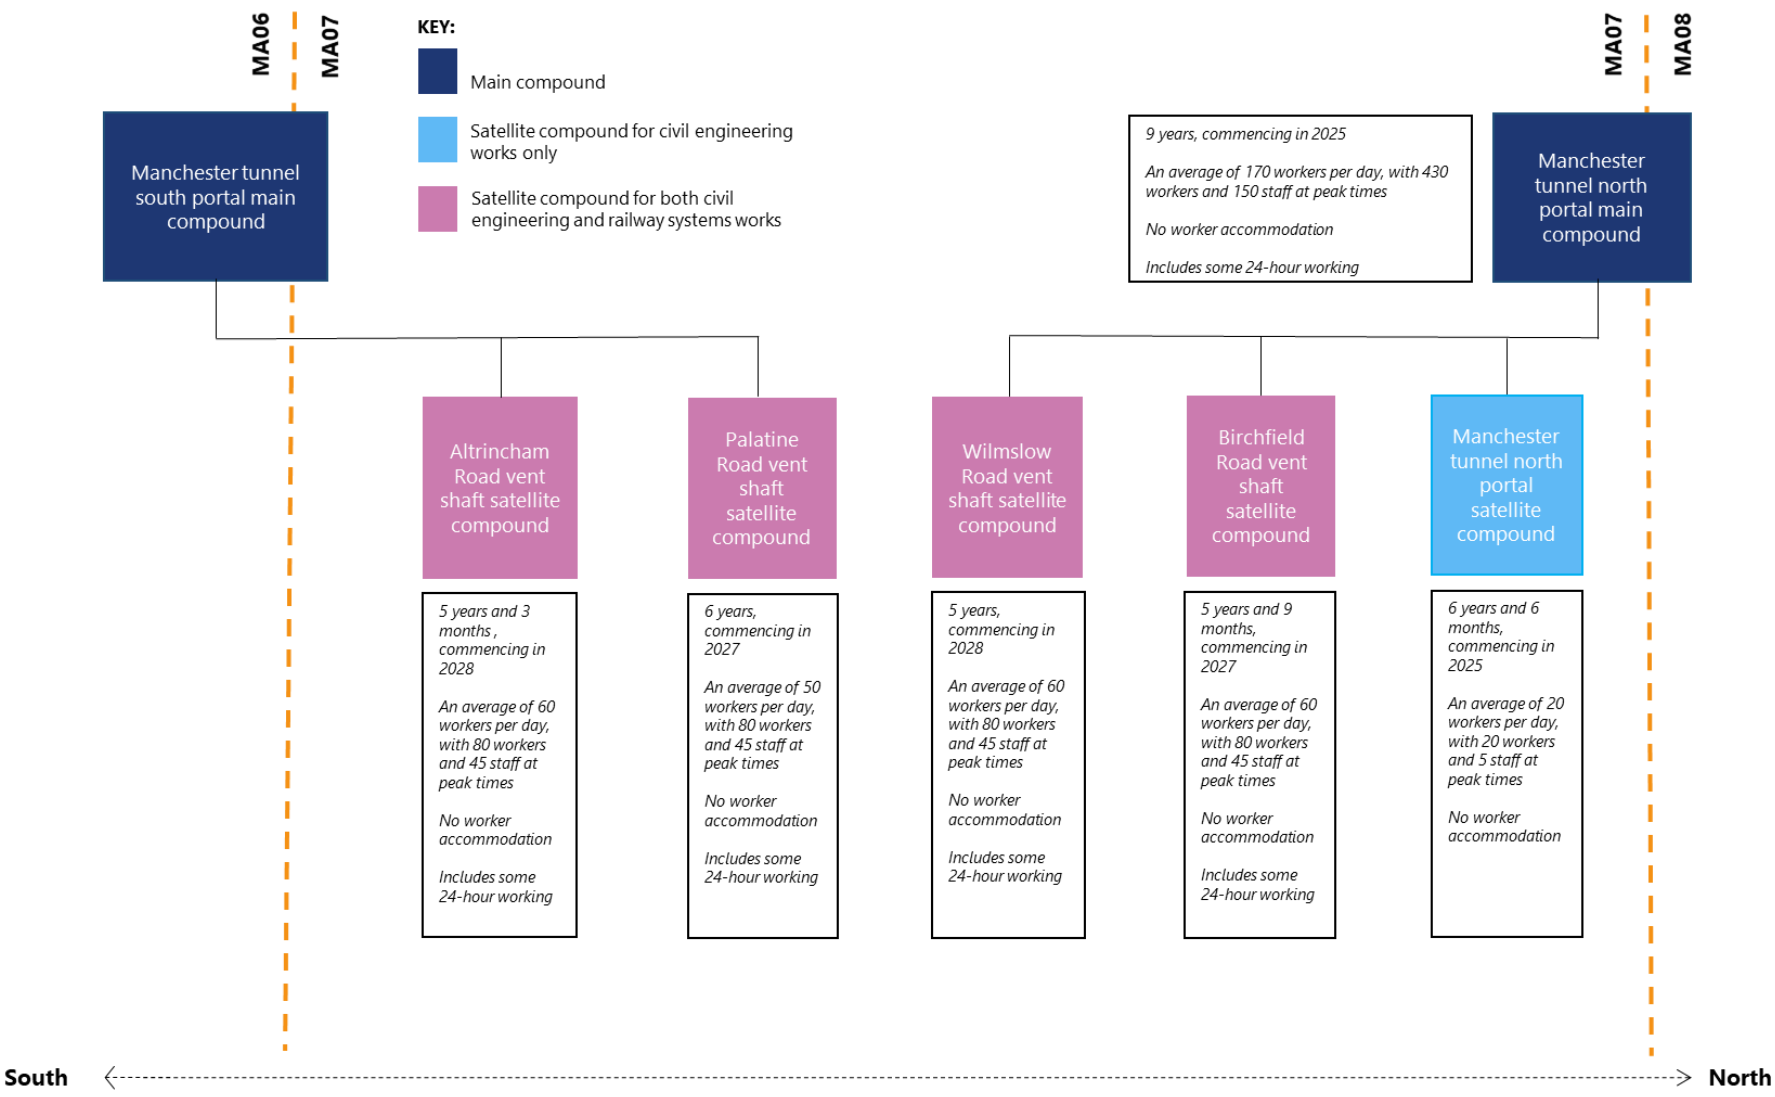 MA06
MA07
KEY:
Main compound
Satellite compound for civil engineering
works only
Satellite compound for both civil
engineering and railway systems works
MA07
MA08
Manchester tunnel
south portal main
compound
9 years, commencing in 2025
An average of 170 workers per day, with 430
workers and 150 staff at peak times
No worker accommodation
Includes some 24-hour working
Manchester
tunnel north
portal main
compound
Altrincham
Road vent
shaft satellite
compound
Palatine
Road vent
shaft
satellite
compound
Wilmslow
Road vent
shaft satellite
compound
Birchfield
Road vent
shaft
satellite
compound
Manchester
tunnel north
portal
satellite
compound
5 years and 3
months ,
commencing in
2028
An average of 60
workers per day,
with 80 workers
and 45 staff at
peak times
No worker
accommodation
Includes some
24-hour working
6 years,
commencing in
2027
An average of 50
workers per day,
with 80 workers
and 45 staff at
peak times
No worker
accommodation
Includes some
24-hour working
5 years,
commencing in
2028
An average of 60
workers per day,
with 80 workers
and 45 staff at
peak times
No worker
accommodation
Includes some
24-hour working
5 years and 9
months,
commencing in
2027
An average of 60
workers per day,
with 80 workers
and 45 staff at
peak times
No worker
accommodation
Includes some
24-hour working
6 years and 6
months,
commencing in
2025
An average of 20
workers per day,
with 20 workers
and 5 staff at
peak times
No worker
accommodation
South
North